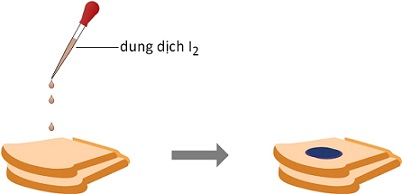 dung dịch I₂